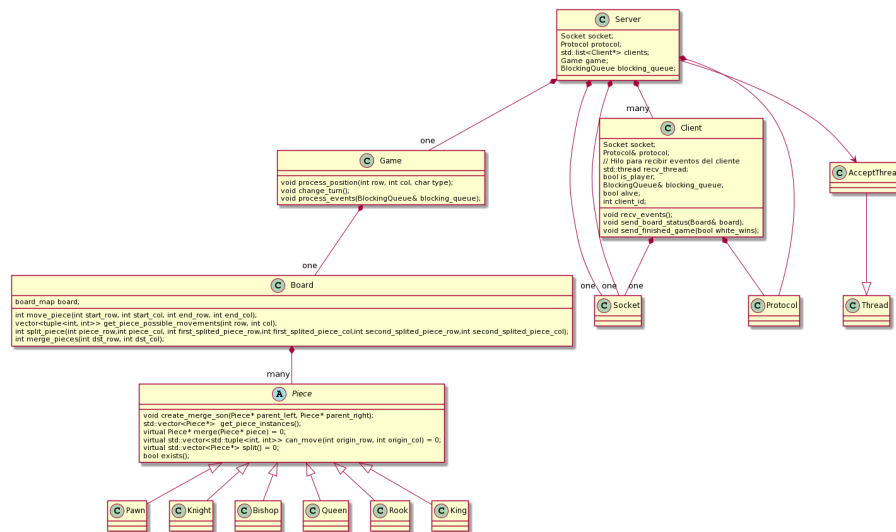 C Server
Socket socket;
Protocol protocol;
std::list<Client*> clients;
Game game;
BlockingQueue blocking_queue;
one
many
C Game
void process_position(int row, int col, char type);
void change_turn();
void process_events(BlockingQueue& blocking_queue);
C Client
Socket socket;
Protocol& protocol;
// Hilo para recibir eventos del cliente
std::thread recv_thread;
bool is_player;
BlockingQueue& blocking_queue;
bool alive;
int client_id;
void recv_events();
void send_board_status(Board& board);
void send_finished_game(bool white_wins);
C AcceptThread
one
one
one
one
C Board
board_map board;
int move_piece(int start_row, int start_col, int end_row, int end_col);
vector<tuple<int, int>> get_piece_possible_movements(int row, int col);
int split_piece(int piece_row,int piece_col, int first_splited_piece_row,int first_splited_piece_col,int second_splited_piece_row,int second_splited_piece_col);
int merge_pieces(int dst_row, int dst_col);
C Socket
C Protocol
C Thread
many
A Piece
void create_merge_son(Piece* parent_left, Piece* parent_right);
std::vector<Piece*> get_piece_instances();
virtual Piece* merge(Piece* piece) = 0;
virtual std::vector<std::tuple<int, int>> can_move(int origin_row, int origin_col) = 0;
virtual std::vector<Piece*> split() = 0;
bool exists();
C Pawn
C Knight
C Bishop
C Queen
C Rook
C King